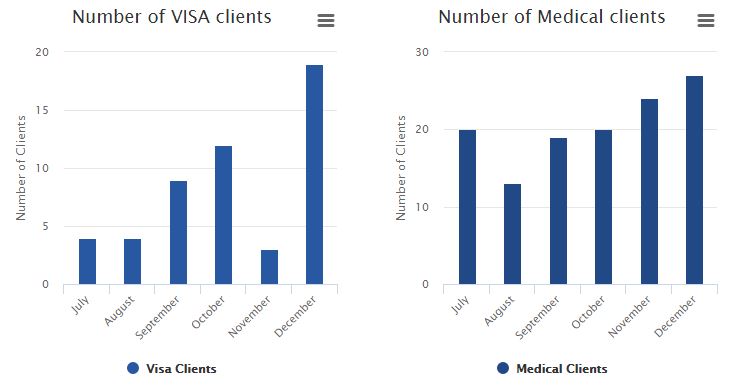 Number of VISA clients
Number of Clients
20
15
10
5
0
July
August
September
October
November
December
Visa Clients
Number of Medical clients
Number of Clients
30
20
10
0
July
August
September
October
November
December
Medical Clients